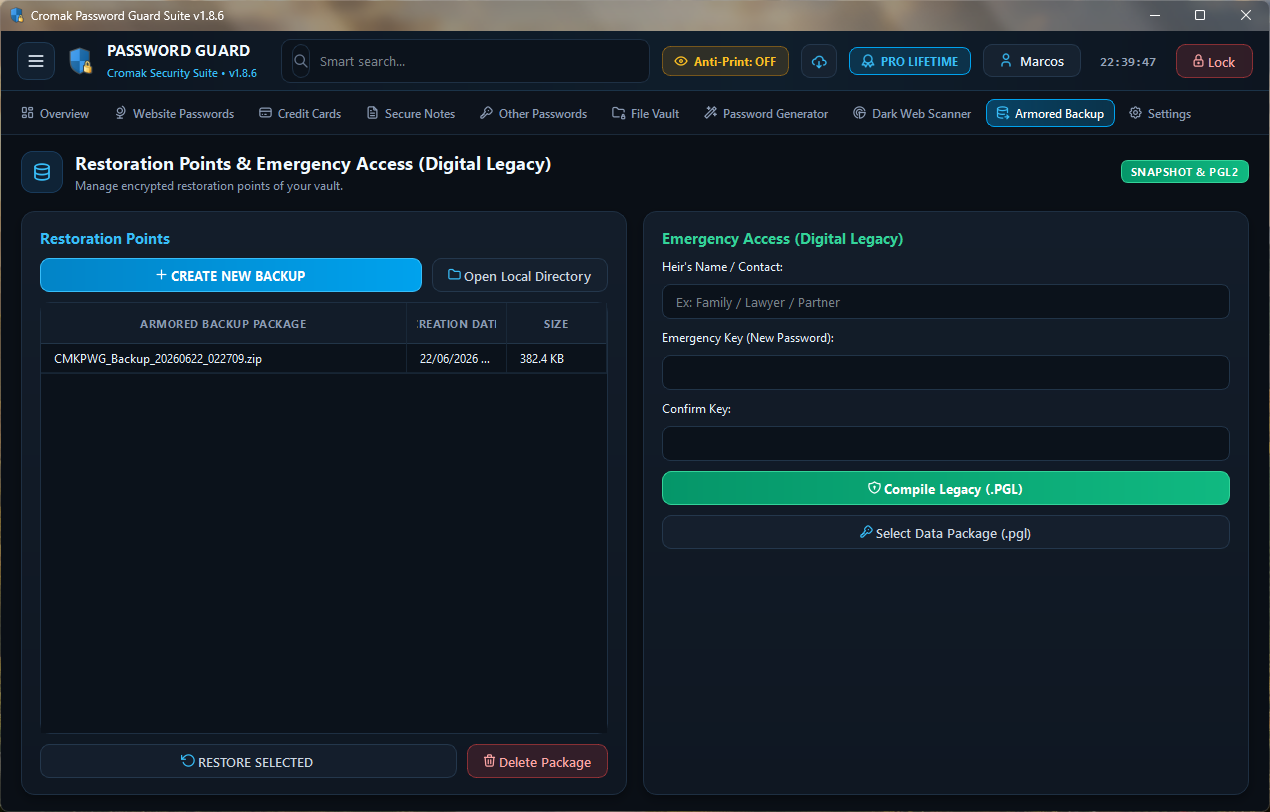 Cromak Password Guard Suite v1.8.6
PASSWORD GUARD
Cromak Security Suite • v1.8.6
Smart search...
Anti-Print: OFF
PRO LIFETIME
Marcos
22:39:47
Lock
Overview
Website Passwords
Credit Cards
Secure Notes
Other Passwords
File Vault
Password Generator
Dark Web Scanner
Armored Backup
Settings
Restoration Points & Emergency Access (Digital Legacy)
Manage encrypted restoration points of your vault.
SNAPSHOT & PGL2
Restoration Points
CREATE NEW BACKUP
Open Local Directory
ARMORED BACKUP PACKAGE
REATION DAT
SIZE
CMKPWG_Backup_20260622_022709.zip
22/06/2026 ...
382.4 KB
RESTORE SELECTED
Delete Package
Emergency Access (Digital Legacy)
Heir's Name / Contact:
Ex: Family / Lawyer / Partner
Emergency Key (New Password):
Confirm Key:
Compile Legacy (.PGL)
Select Data Package (.pgl)